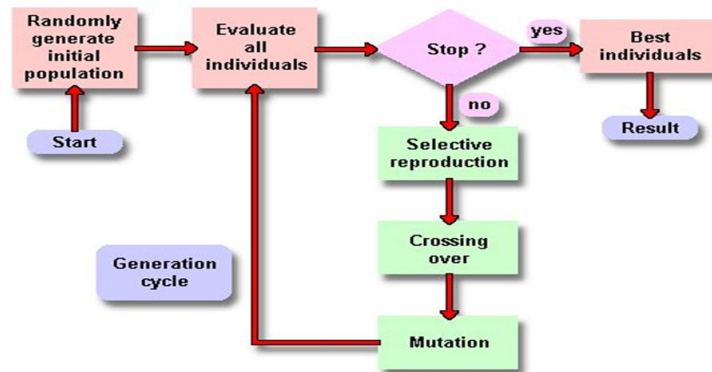 Randomly
generate
initial
population
Evaluate
all
individuals
Stop ?
yes
Best
individuals
Start
no
Result
Selective
reproduction
Crossing
over
Generation
cycle
Mutation